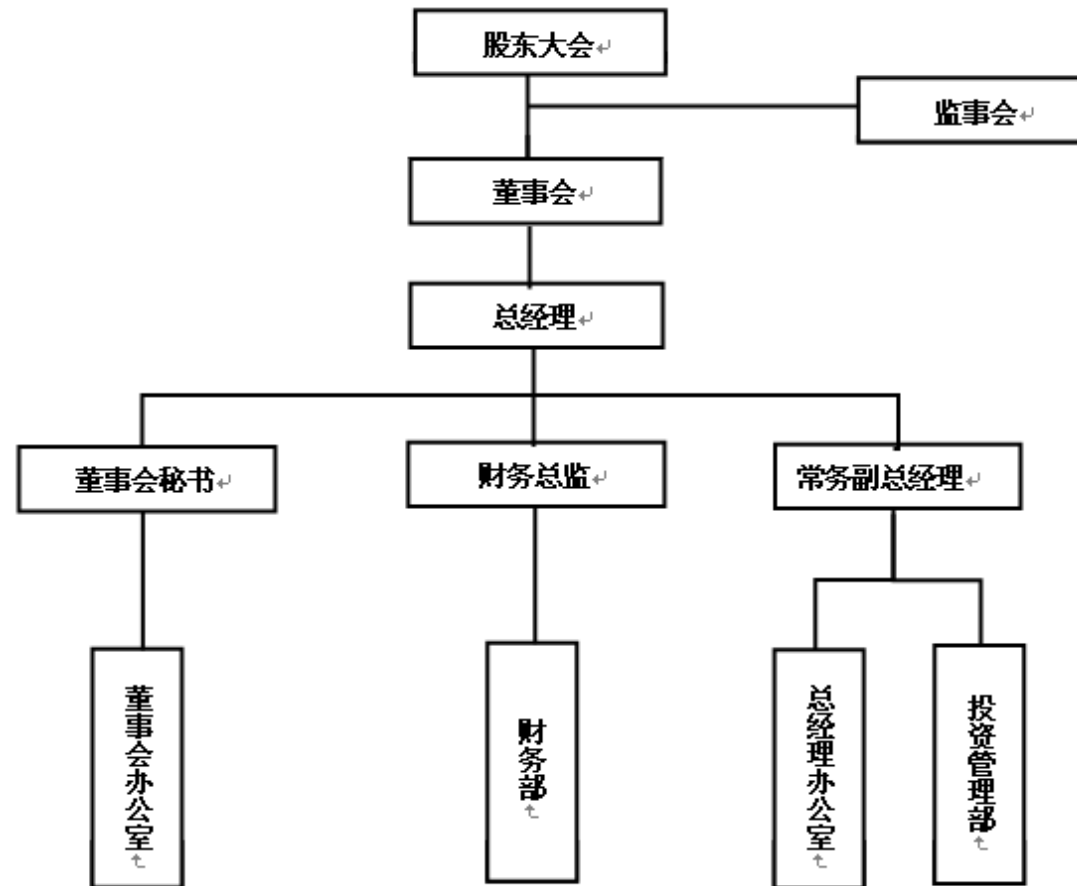 股东大会
监事会
董事会
总经理
董事会秘书
财务总监
常务副总经理
董事会办公室
财务部
总经理办公室
投资管理部